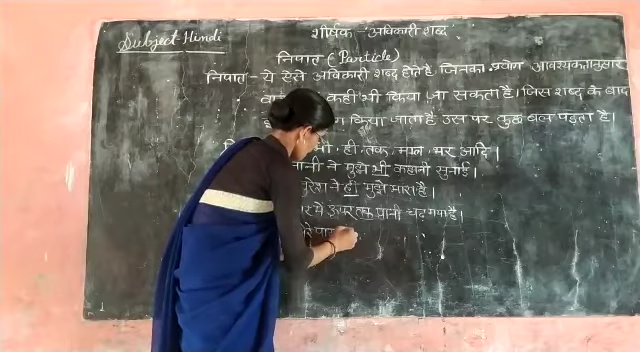 Subject-Hindi
शीर्षक - अविकारी शब्द
निपात (Particle)
निपात - ये ऐसे अविकारी शब्द होते है, जिनका प्रयोग आवश्यकतानुसार
कहीं भी किया जा सकता है। जिस शब्द के बाद
किया जाता है उस पर कुछ बल पड़ता है।
ही, तक, मात्र, भर आदि।
नानी ने मुझे भी कहानी सुनाई।
सुरेश ने ही मुझे मारा है।
में ऊपर तक पानी चढ़ गया है।